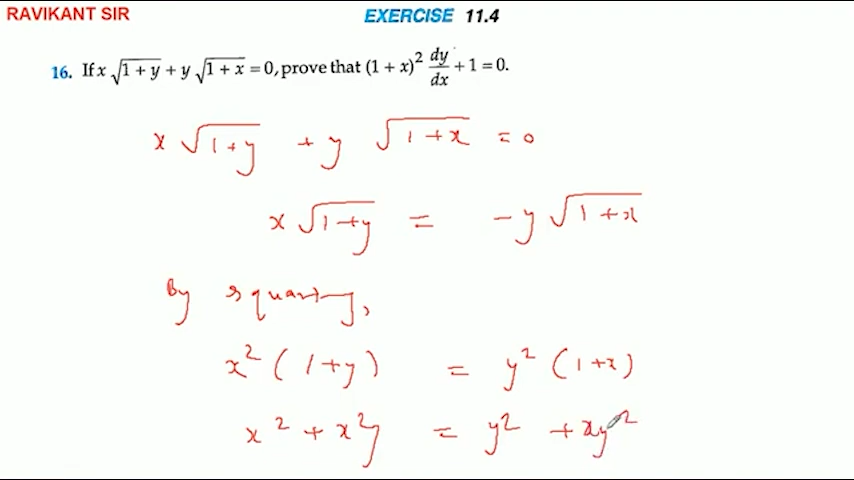 RAVIKANT SIR
EXERCISE 11.4
16. If x √(1 + y) + y √(1 + x) = 0, prove that (1 + x)² dy/dx + 1 = 0.
x √(1+y) + y √(1+x) = 0
x √(1+y) = -y √(1+x)
By squaring,
x² (1+y) = y² (1+x)
x² + x²y = y² + xy²